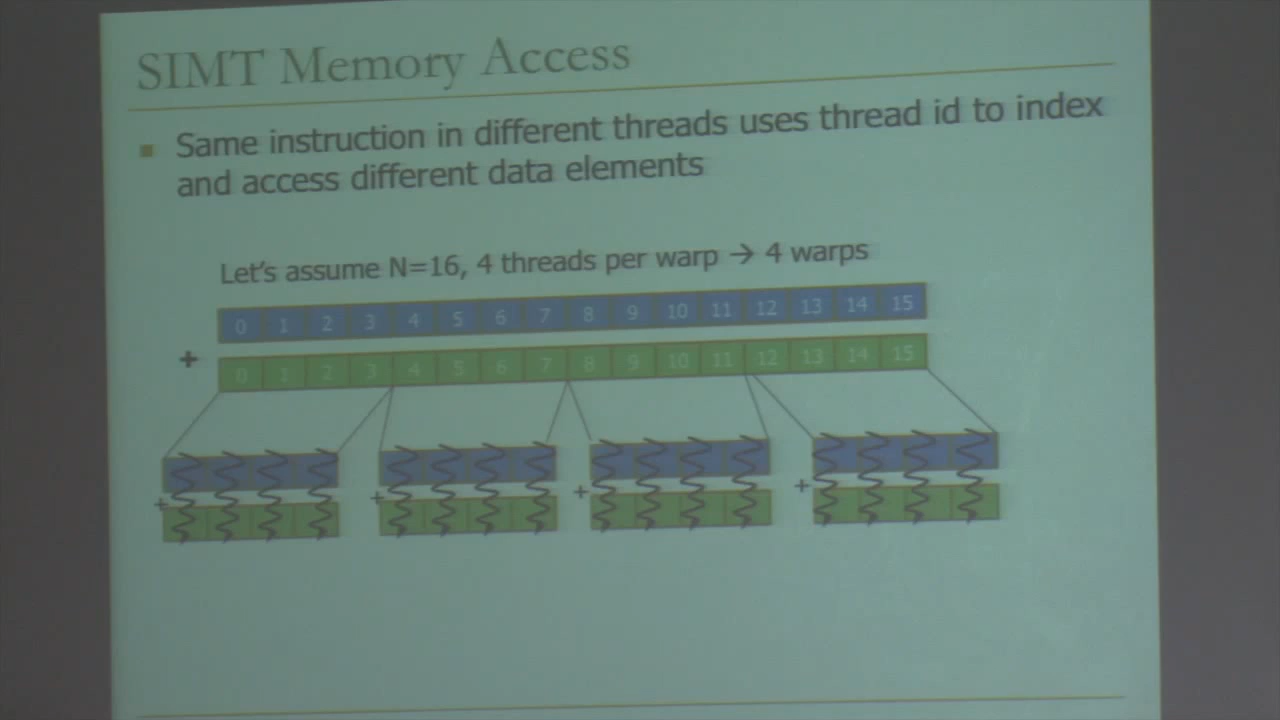 SIMT Memory Access
Same instruction in different threads uses thread id to index
and access different data elements
Let's assume N=16, 4 threads per warp → 4 warps
0 1 2 3 4 5 6 7 8 9 10 11 12 13 14 15
+
0 1 2 3 4 5 6 7 8 9 10 11 12 13 14 15
+ + + +